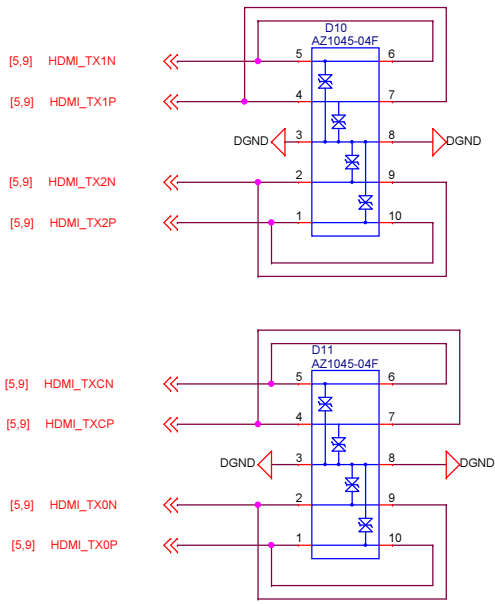 D10
AZ1045-04F
[5,9] HDMI_TX1N 5 6
[5,9] HDMI_TX1P 4 7
DGND 3 8 DGND
[5,9] HDMI_TX2N 2 9
[5,9] HDMI_TX2P 1 10
D11
AZ1045-04F
[5,9] HDMI_TXCN 5 6
[5,9] HDMI_TXCP 4 7
DGND 3 8 DGND
[5,9] HDMI_TX0N 2 9
[5,9] HDMI_TX0P 1 10